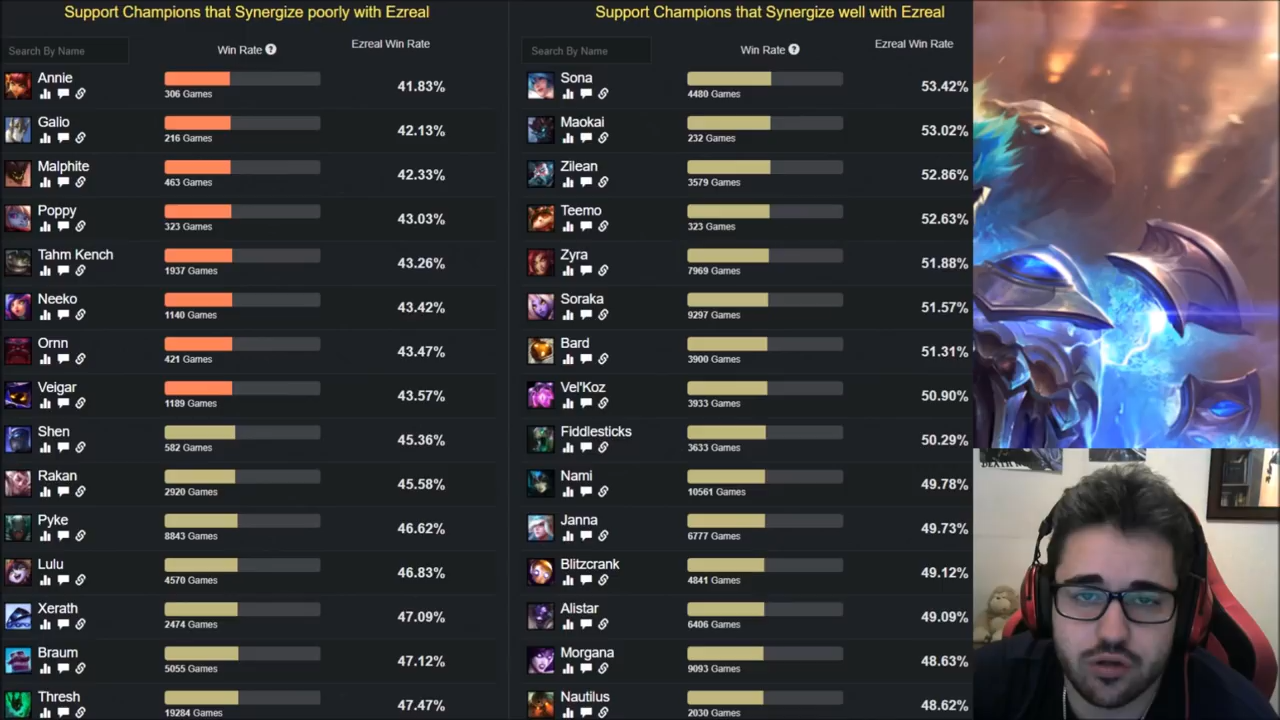 Support Champions that Synergize poorly with Ezreal
Search By Name
Win Rate ?
Ezreal Win Rate
Annie
306 Games
41.83%
Galio
216 Games
42.13%
Malphite
463 Games
42.33%
Poppy
323 Games
43.03%
Tahm Kench
1937 Games
43.26%
Neeko
1140 Games
43.42%
Ornn
421 Games
43.47%
Veigar
1189 Games
43.57%
Shen
582 Games
45.36%
Rakan
2920 Games
45.58%
Pyke
8843 Games
46.62%
Lulu
4570 Games
46.83%
Xerath
2474 Games
47.09%
Braum
5055 Games
47.12%
Thresh
19284 Games
47.47%
Support Champions that Synergize well with Ezreal
Search By Name
Win Rate ?
Ezreal Win Rate
Sona
4480 Games
53.42%
Maokai
232 Games
53.02%
Zilean
3579 Games
52.86%
Teemo
323 Games
52.63%
Zyra
7969 Games
51.88%
Soraka
9297 Games
51.57%
Bard
3900 Games
51.31%
Vel'Koz
3933 Games
50.90%
Fiddlesticks
3633 Games
50.29%
Nami
10561 Games
49.78%
Janna
6777 Games
49.73%
Blitzcrank
4841 Games
49.12%
Alistar
6406 Games
49.09%
Morgana
9093 Games
48.63%
Nautilus
2030 Games
48.62%
DEATH